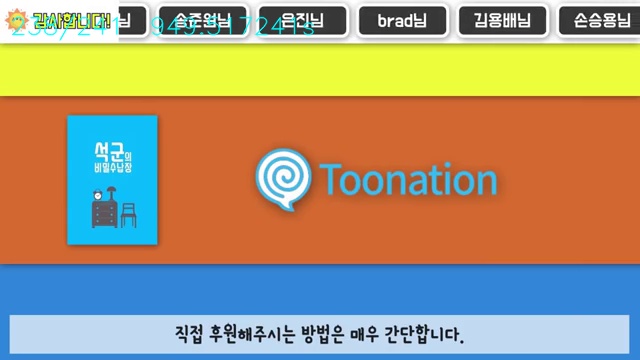 감사합니다!
님
송준원님
은진님
brad님
김용배님
손승용님
석군의
비밀수납장
Toonation
직접 후원해주시는 방법은 매우 간단합니다.